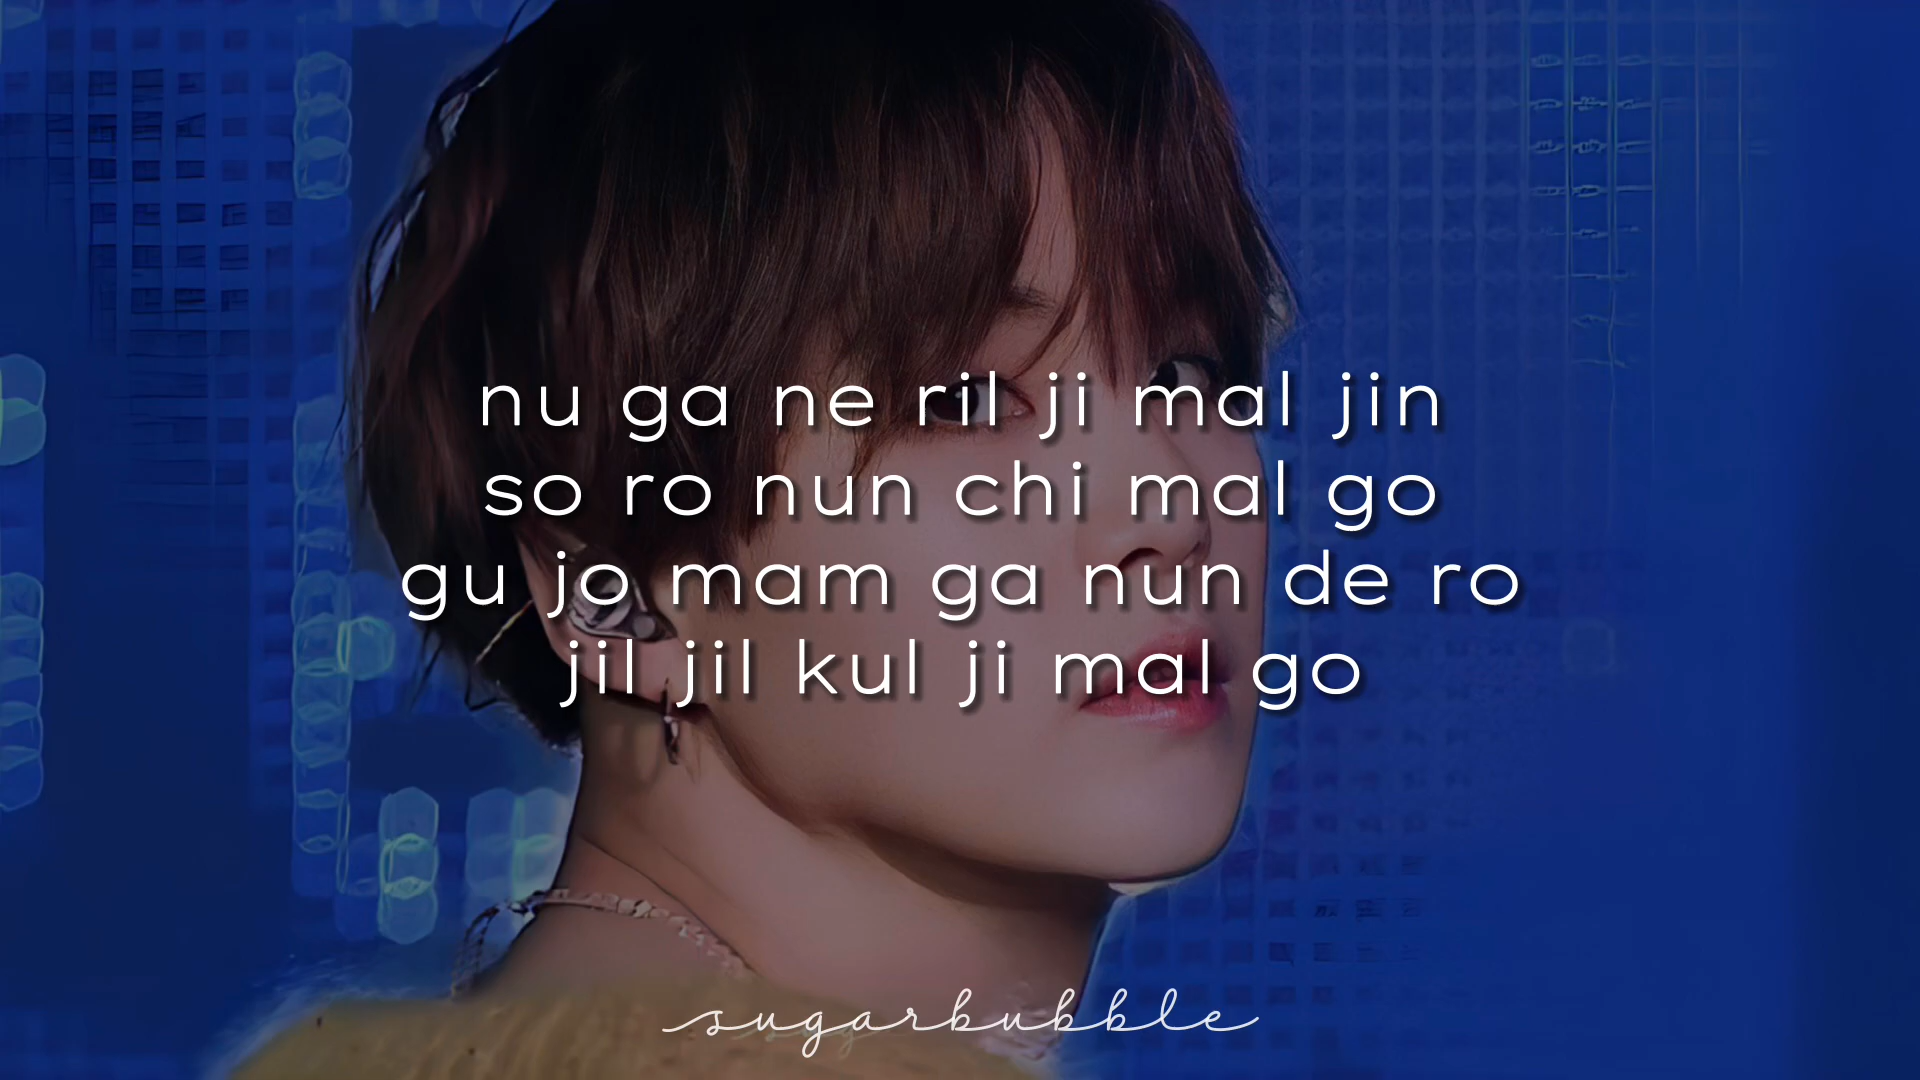 nu ga ne ril ji mal jin
so ro nun chi mal go
gu jo mam ga nun de ro
jil jil kul ji mal go
sugarbubble